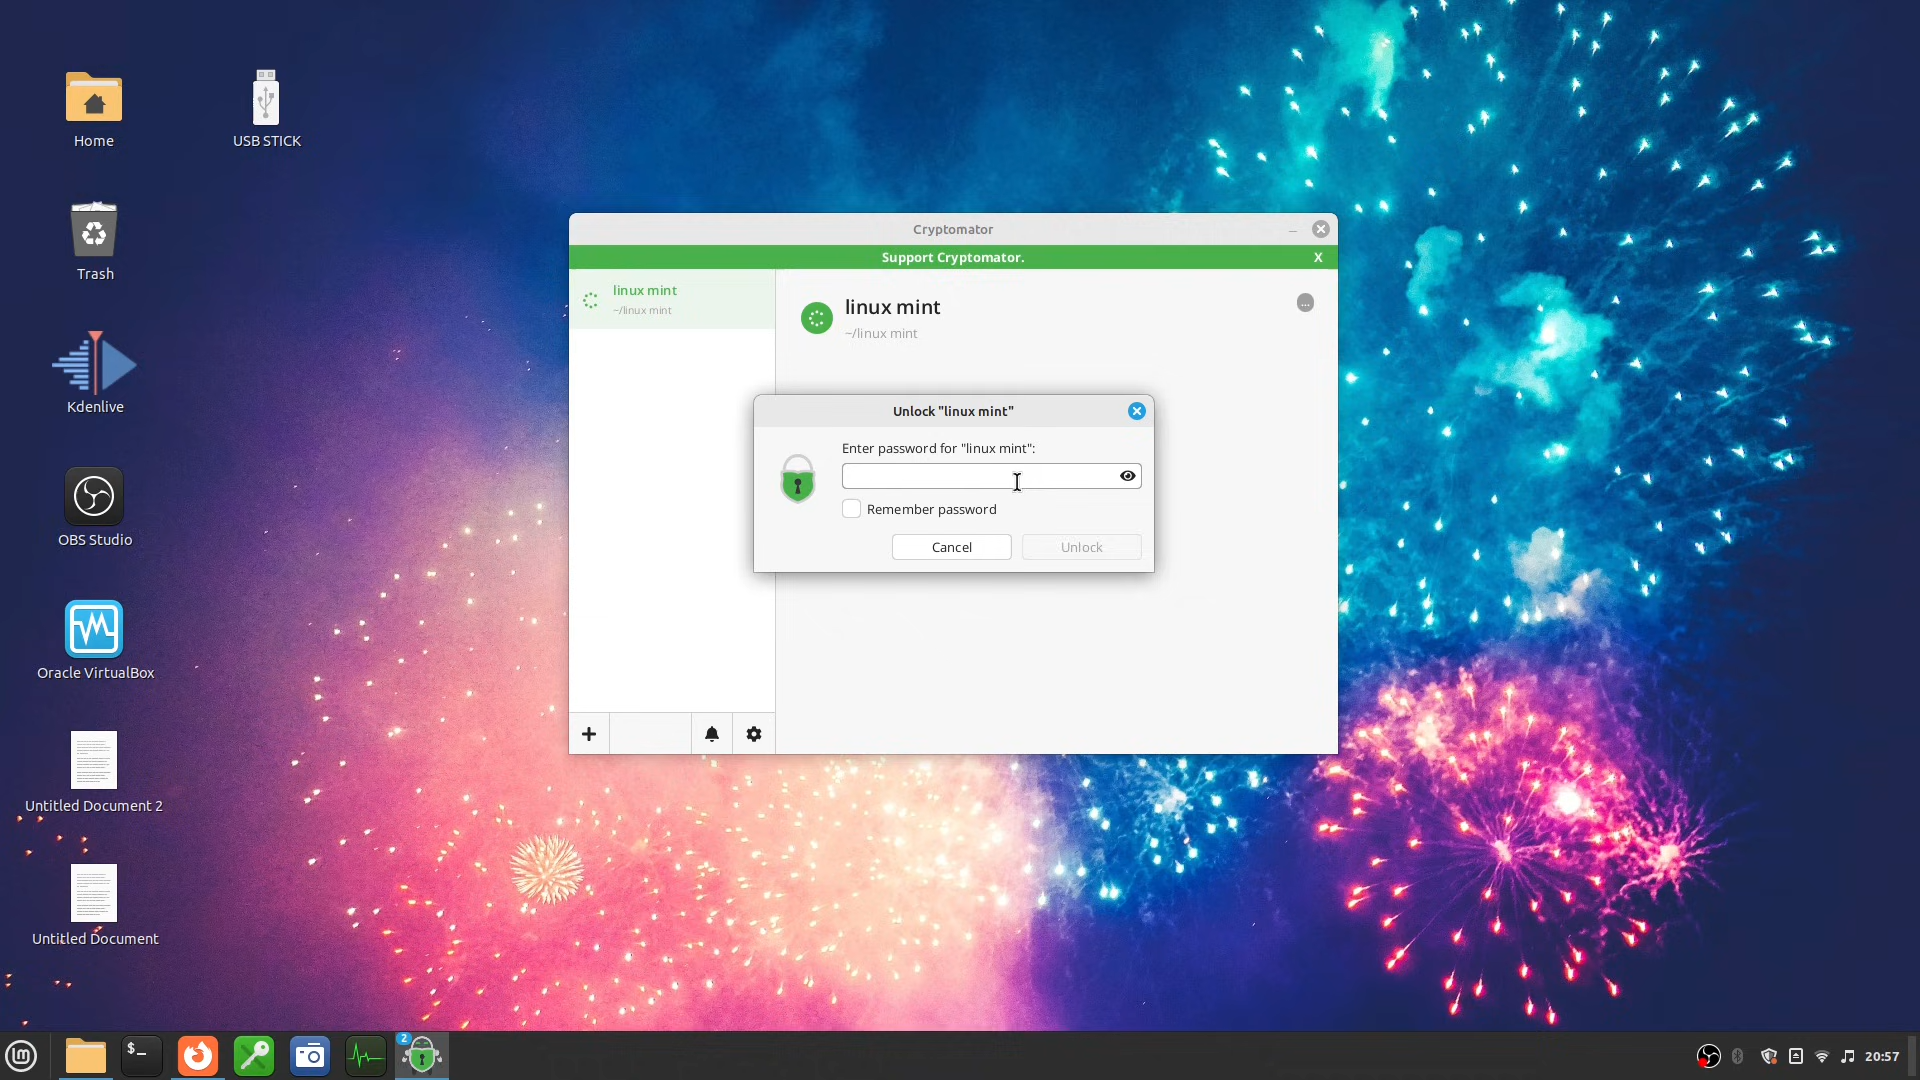 Home
USB STICK
Trash
Kdenlive
OBS Studio
Oracle VirtualBox
Untitled Document 2
Untitled Document
Cryptomator
Support Cryptomator.
X
linux mint
~/linux mint
linux mint
~/linux mint
...
Unlock "linux mint"
Enter password for "linux mint":
Remember password
Cancel
Unlock
$_
2
20:57